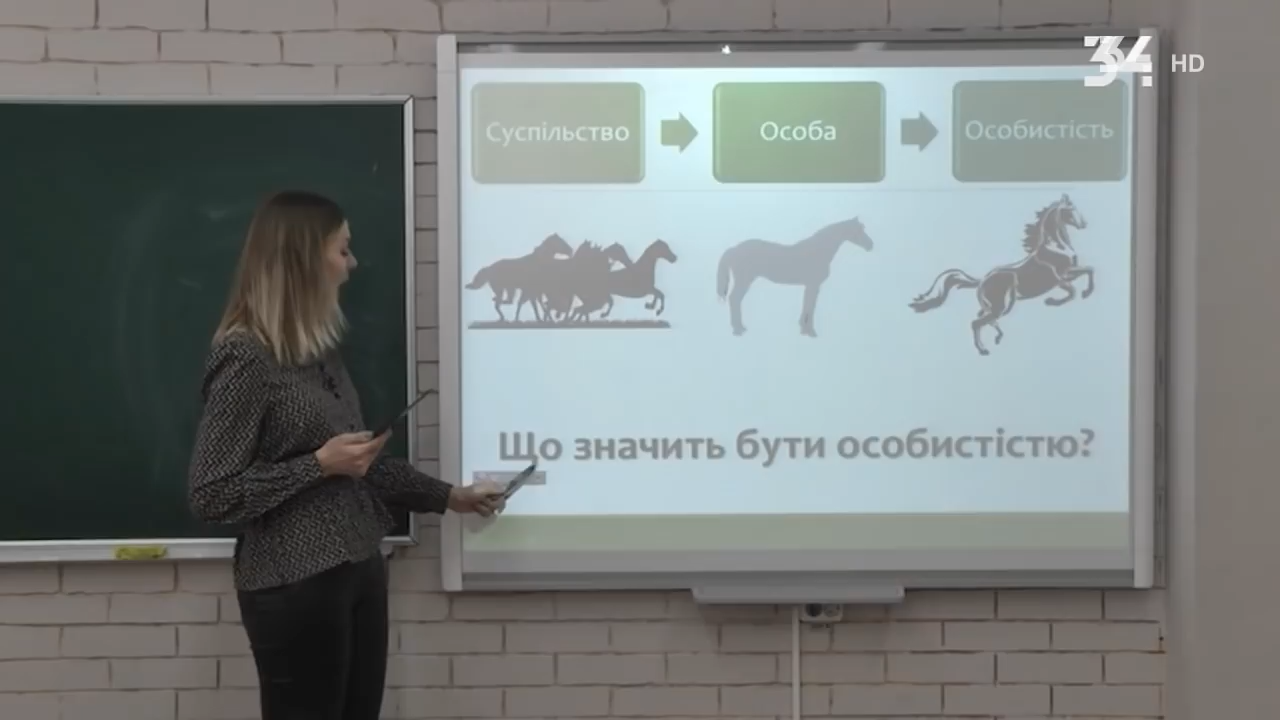 34 HD
Суспільство
Особа
Особистість
Що значить бути особистістю?